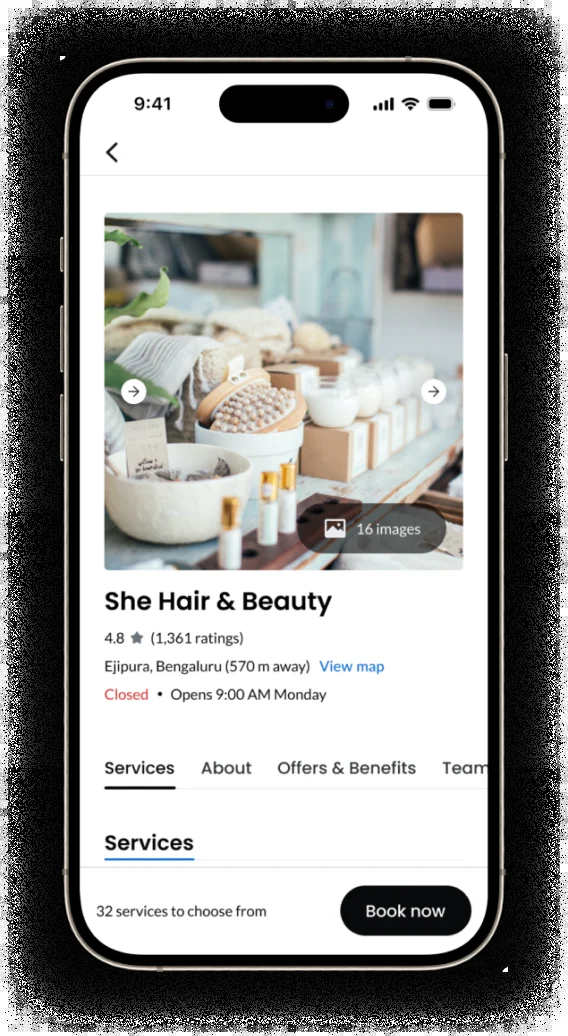 9:41
16 images
She Hair & Beauty
4.8 (1,361 ratings)
Ejipura, Bengaluru (570 m away) View map
Closed • Opens 9:00 AM Monday
Services About Offers & Benefits Team
Services
32 services to choose from Book now